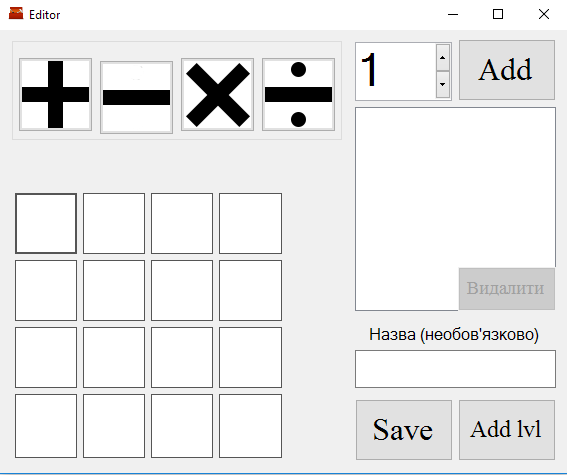 Editor
1
Add
Видалити
Назва (необов'язково)
Save
Add lvl